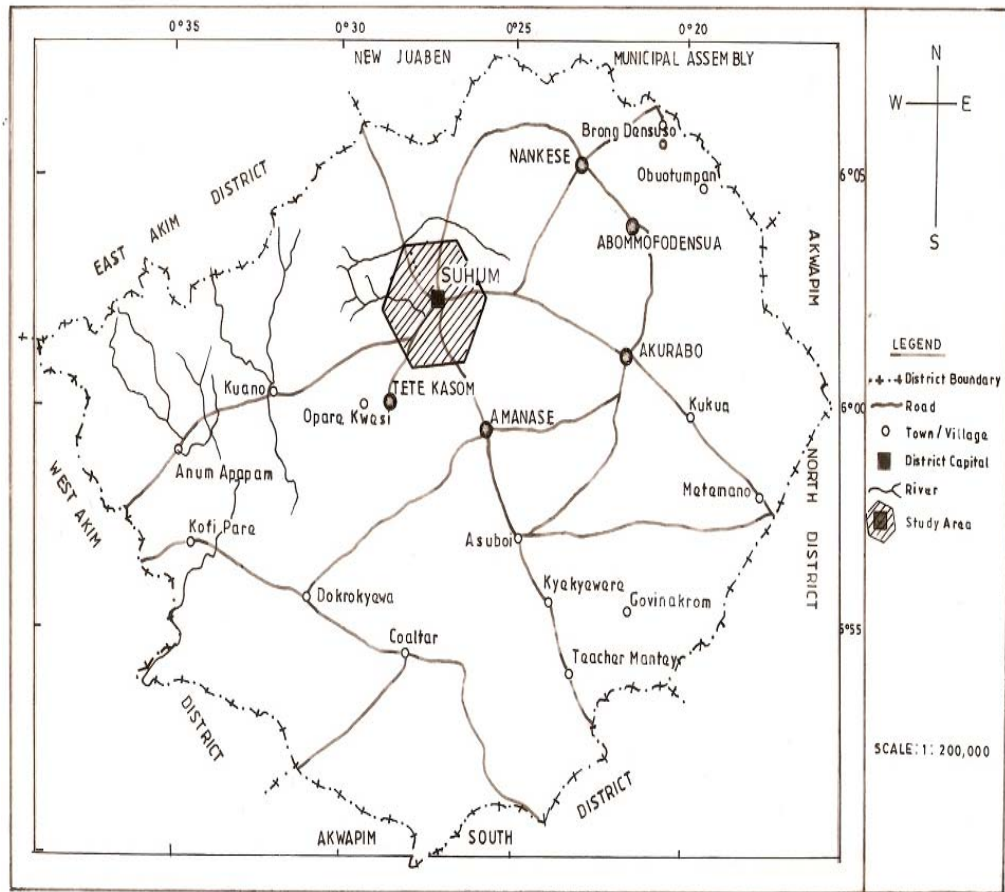 0°35 0°30 0°25 0°20
NEW JUABEN MUNICIPAL ASSEMBLY
N
W E
S
Brong Densuso
NANKESE
Obuotumpan
6°05
EAST AKIM DISTRICT
ABOMMOFODENSUA
AKWAPIM
SUHUM
LEGEND
AKURABO
District Boundary
Kuano
TETE KASOM
Road
Opare Kwesi
AMANASE
Kukua
6°00
Town/Village
District Capital
Anum Apapam
River
WEST AKIM
Metemano
NORTH DISTRICT
Study Area
Kofi Pare
Asuboi
Dokrokyewa
Kyekyewere
Govinakrom
5°55
Coaltar
Teacher Mantey
DISTRICT
SCALE: 1: 200,000
DISTRICT
AKWAPIM SOUTH